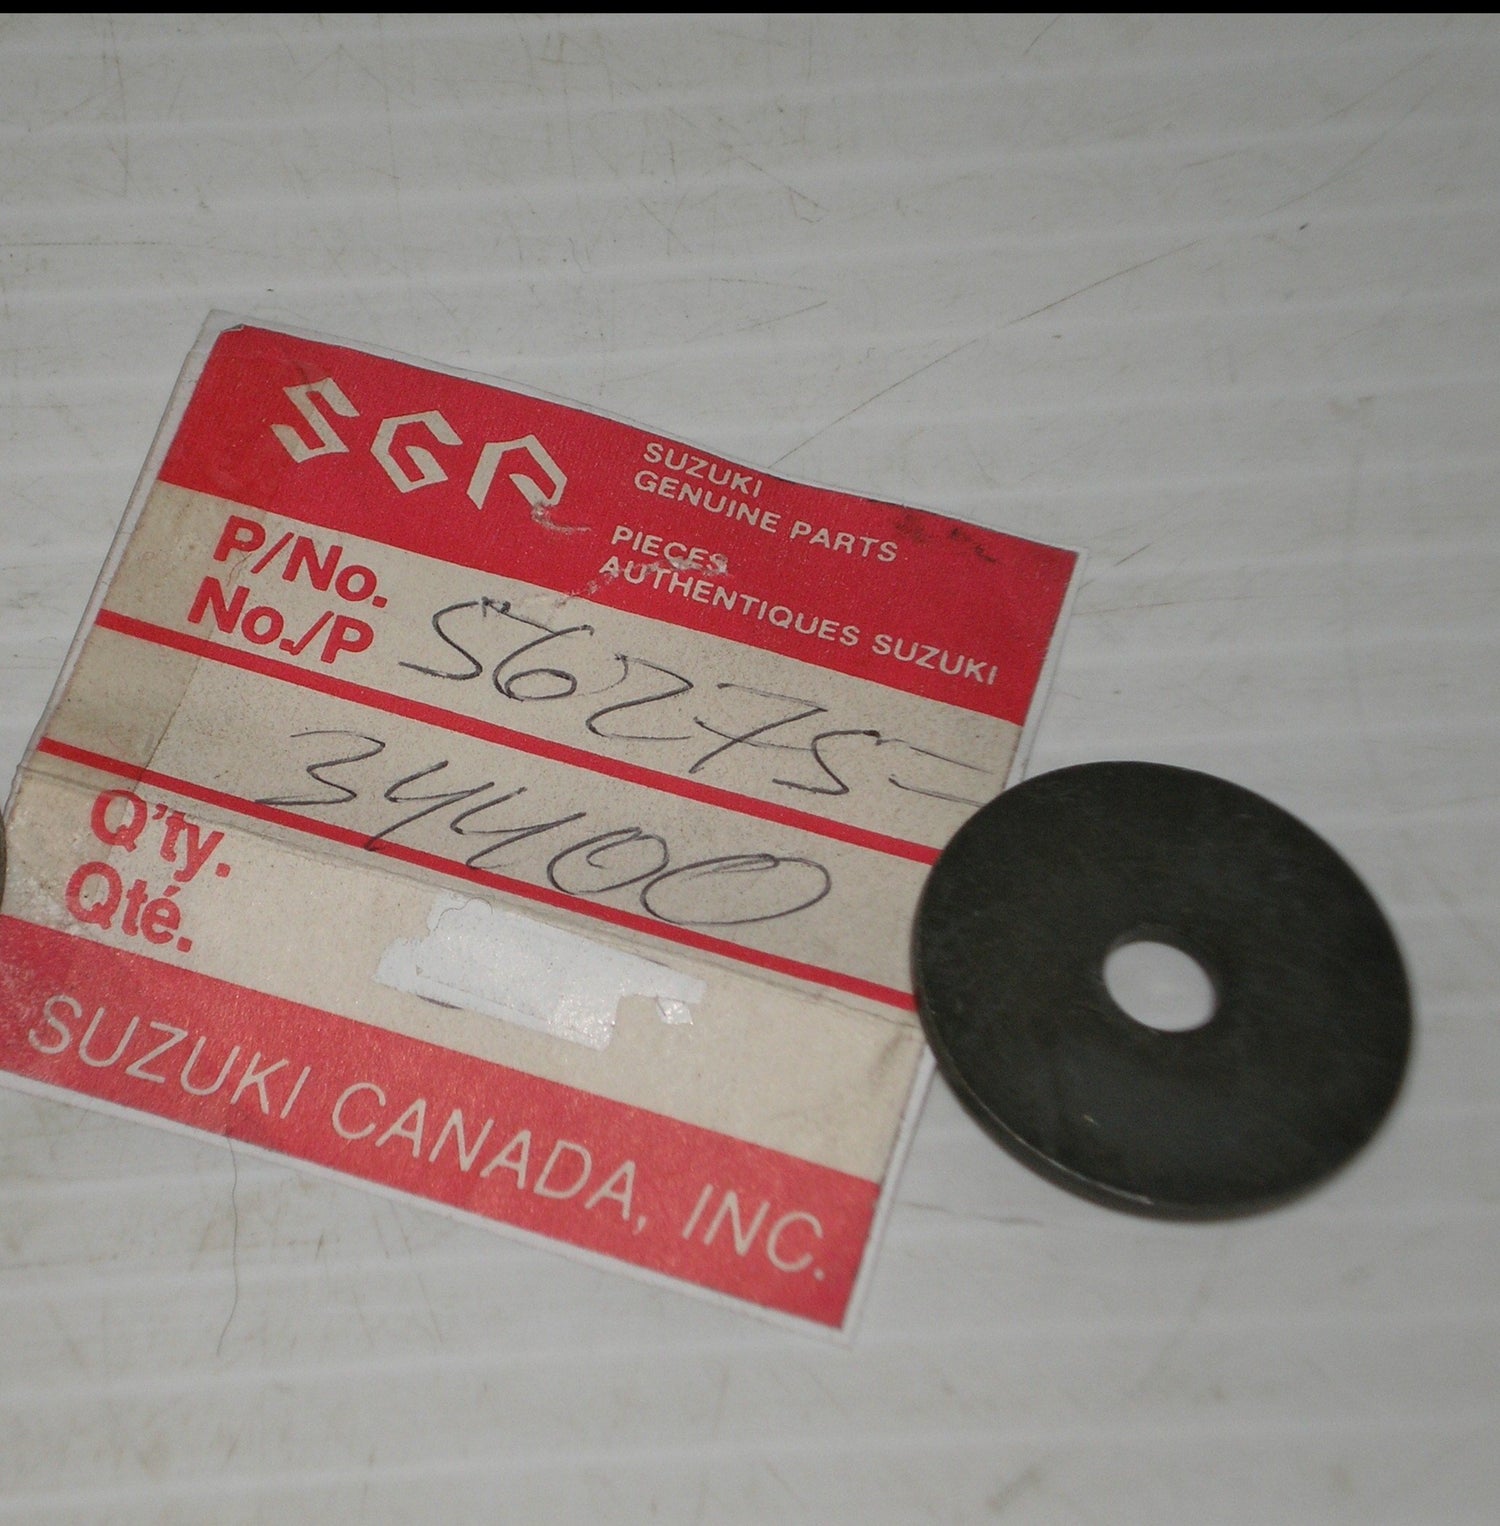 SGP
SUZUKI
GENUINE PARTS
PIECES
AUTHENTIQUES SUZUKI
P/No.
No./P
56275-
34400
Q'ty.
Qté.
SUZUKI CANADA, INC.